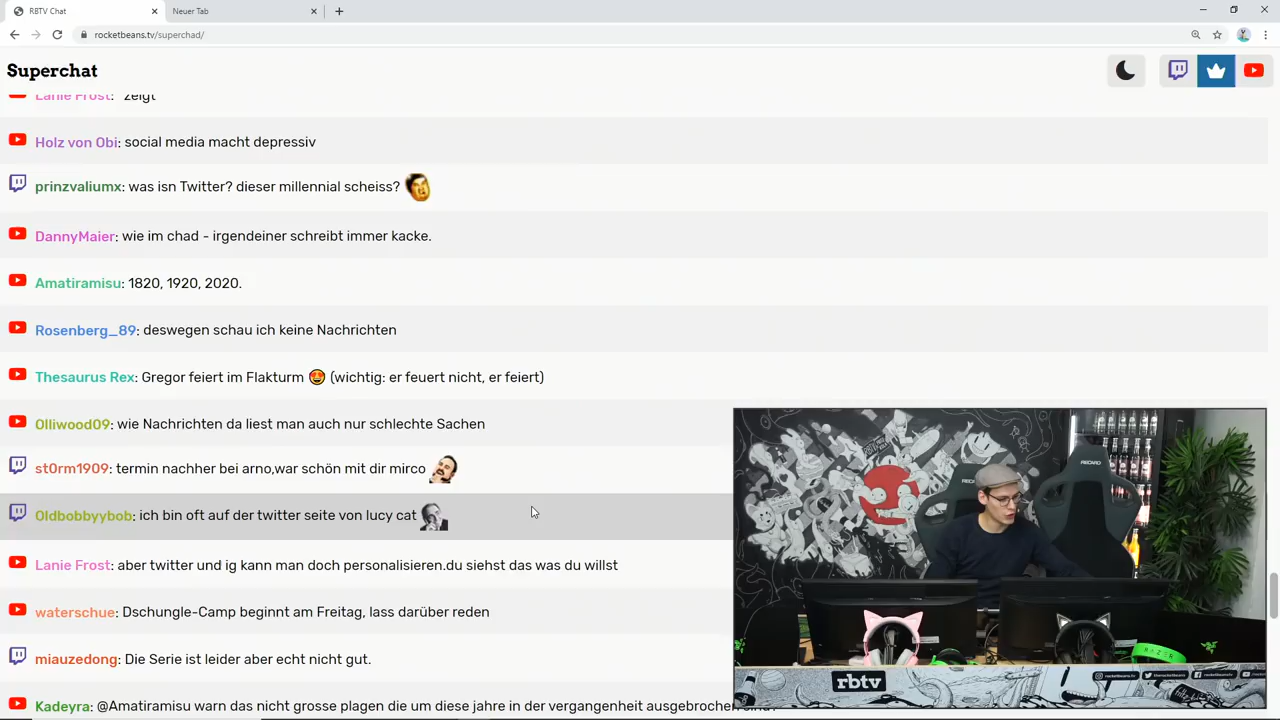 RBTV Chat
Neuer Tab
rocketbeans.tv/superchad/
Superchat
Lanie Frost: zeigt
Holz von Obi: social media macht depressiv
prinzvaliumx: was isn Twitter? dieser millennial scheiss?
DannyMaier: wie im chad - irgendeiner schreibt immer kacke.
Amatiramisu: 1820, 1920, 2020.
Rosenberg_89: deswegen schau ich keine Nachrichten
Thesaurus Rex: Gregor feiert im Flakturm 🤩 (wichtig: er feuert nicht, er feiert)
Olliwood09: wie Nachrichten da liest man auch nur schlechte Sachen
st0rm1909: termin nachher bei arno,war schön mit dir mirco
Oldbobbyybob: ich bin oft auf der twitter seite von lucy cat
Lanie Frost: aber twitter und ig kann man doch personalisieren.du siehst das was du willst
waterschue: Dschungle-Camp beginnt am Freitag, lass darüber reden
miauzedong: Die Serie ist leider aber echt nicht gut.
Kadeyra: @Amatiramisu warn das nicht grosse plagen die um diese jahre in der vergangenheit ausgebrochen sind?
RECARO
RAZER
rbtv